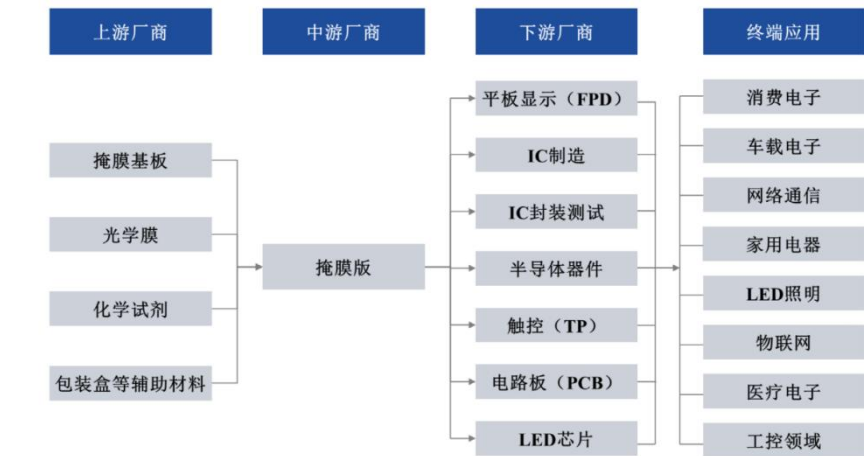 上游厂商
中游厂商
下游厂商
终端应用
掩膜基板
光学膜
化学试剂
包装盒等辅助材料
掩膜版
平板显示（FPD）
IC制造
IC封装测试
半导体器件
触控（TP）
电路板（PCB）
LED芯片
消费电子
车载电子
网络通信
家用电器
LED照明
物联网
医疗电子
工控领域